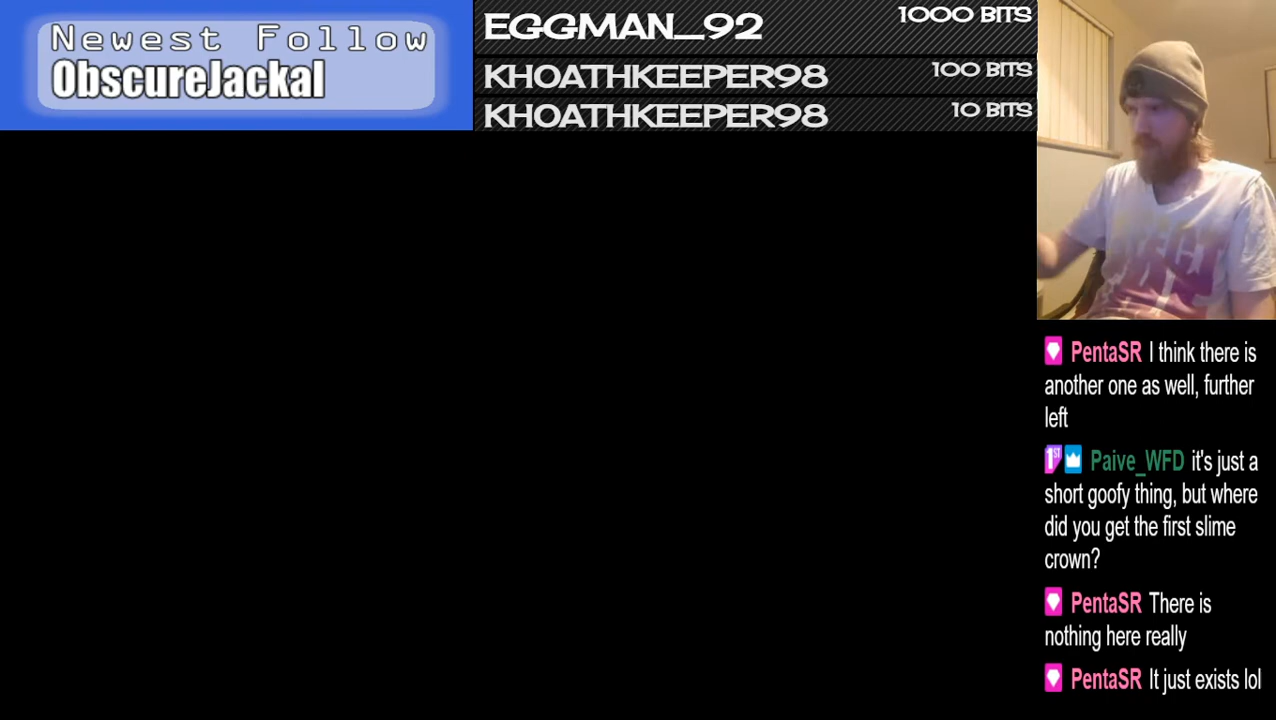 Newest Follow
ObscureJackal
EGGMAN_92 1000 BITS
KHOATHKEEPER98 100 BITS
KHOATHKEEPER98 10 BITS
PentaSR I think there is
another one as well, further
left
1ST Paive_WFD it's just a
short goofy thing, but where
did you get the first slime
crown?
PentaSR There is
nothing here really
PentaSR It just exists lol